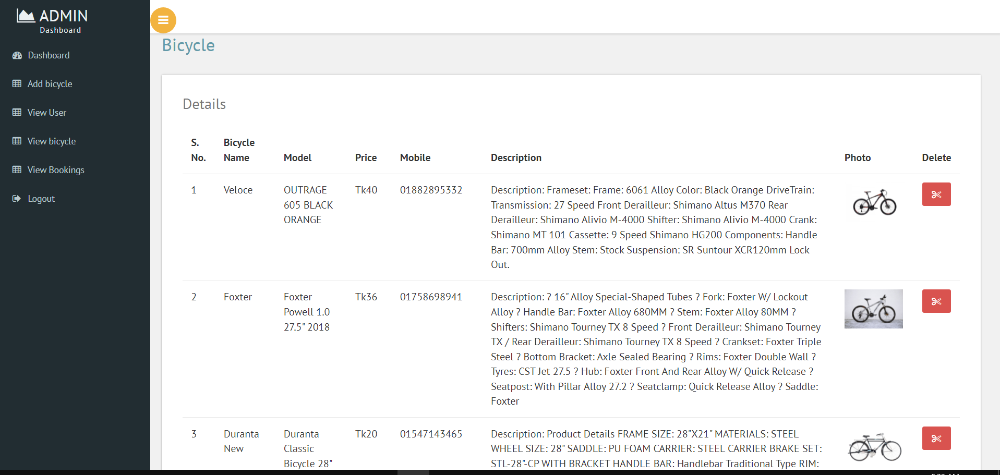 ADMIN
Dashboard
Dashboard
Add bicycle
View User
View bicycle
View Bookings
Logout
Bicycle
Details
S. No.
Bicycle Name
Model
Price
Mobile
Description
Photo
Delete
1
Veloce
OUTRAGE
605 BLACK
ORANGE
Tk40
01882895332
Description: Frameset: Frame: 6061 Alloy Color: Black Orange DriveTrain:
Transmission: 27 Speed Front Derailleur: Shimano Altus M370 Rear
Derailleur: Shimano Alivio M-4000 Shifter: Shimano Alivio M-4000 Crank:
Shimano MT 101 Cassette: 9 Speed Shimano HG200 Components: Handle
Bar: 700mm Alloy Stem: Stock Suspension: SR Suntour XCR120mm Lock
Out.
2
Foxter
Foxter
Powell 1.0
27.5" 2018
Tk36
01758698941
Description: ? 16" Alloy Special-Shaped Tubes ? Fork: Foxter W/ Lockout
Alloy ? Handle Bar: Foxter Alloy 680MM ? Stem: Foxter Alloy 80MM ?
Shifters: Shimano Tourney TX 8 Speed ? Front Derailleur: Shimano Tourney
TX / Rear Derailleur: Shimano Tourney TX 8 Speed ? Crankset: Foxter Triple
Steel ? Bottom Bracket: Axle Sealed Bearing ? Rims: Foxter Double Wall ?
Tyres: CST Jet 27.5 ? Hub: Foxter Front And Rear Alloy W/ Quick Release ?
Seatpost: With Pillar Alloy 27.2 ? Seatclamp: Quick Release Alloy ? Saddle:
Foxter
3
Duranta
New
Duranta
Classic
Bicycle 28"
Tk20
01547143465
Description: Product Details FRAME SIZE: 28"X21" MATERIALS: STEEL
WHEEL SIZE: 28" SADDLE: PU FOAM CARRIER: STEEL CARRIER BRAKE SET:
STL-28"-CP WITH BRACKET HANDLE BAR: Handlebar Traditional Type RIM: